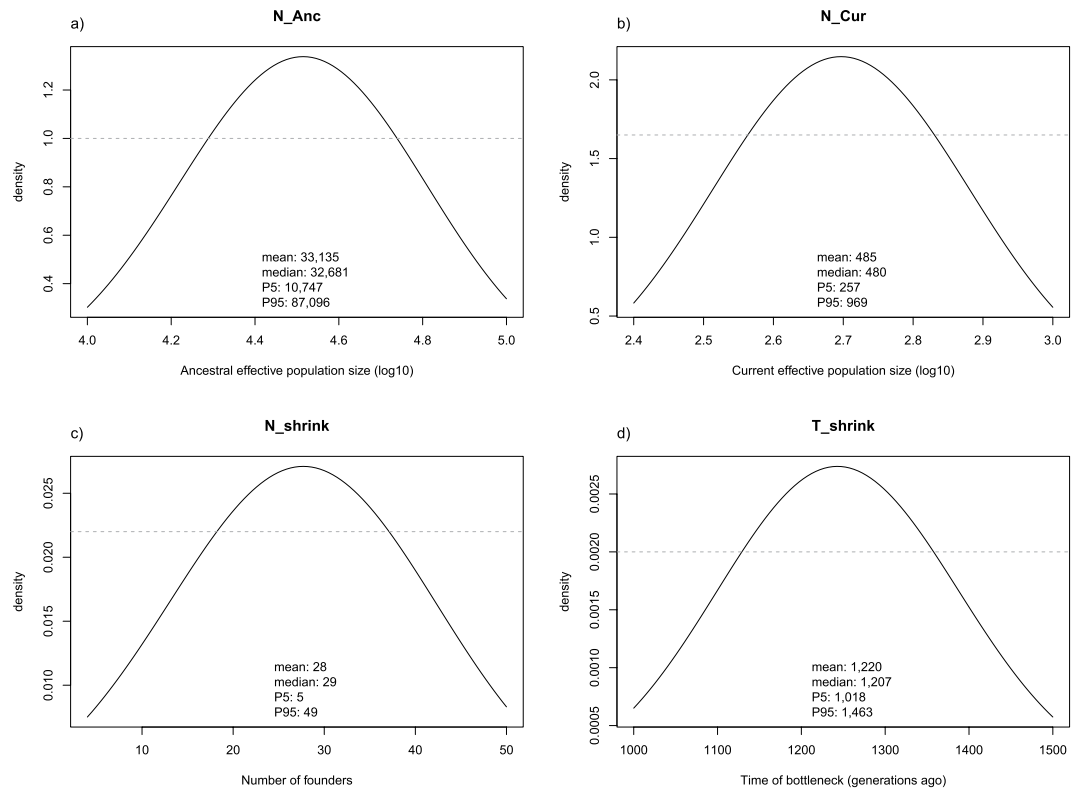 a)
N_Anc
density
0.4
0.6
0.8
1.0
1.2
mean: 33,135
median: 32,681
P5: 10,747
P95: 87,096
4.0 4.2 4.4 4.6 4.8 5.0
Ancestral effective population size (log10)
b)
N_Cur
density
0.5
1.0
1.5
2.0
mean: 485
median: 480
P5: 257
P95: 969
2.4 2.5 2.6 2.7 2.8 2.9 3.0
Current effective population size (log10)
c)
N_shrink
density
0.010
0.015
0.020
0.025
mean: 28
median: 29
P5: 5
P95: 49
10 20 30 40 50
Number of founders
d)
T_shrink
density
0.0005
0.0010
0.0015
0.0020
0.0025
mean: 1,220
median: 1,207
P5: 1,018
P95: 1,463
1000 1100 1200 1300 1400 1500
Time of bottleneck (generations ago)